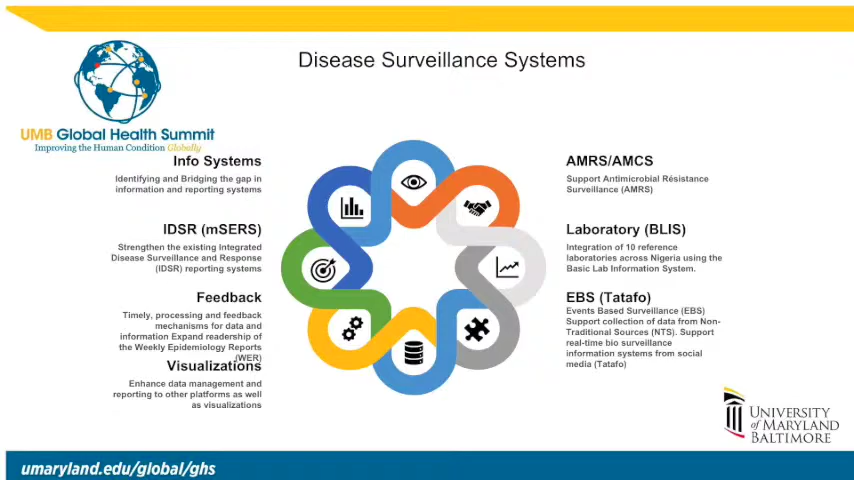 Disease Surveillance Systems
UMB Global Health Summit
Improving the Human Condition Globally
Info Systems
Identifying and Bridging the gap in
information and reporting systems
IDSR (mSERS)
Strengthen the existing Integrated
Disease Surveillance and Response
(IDSR) reporting systems
Feedback
Timely, processing and feedback
mechanisms for data and
information Expand readership of
the Weekly Epidemiology Reports
(WER)
Visualizations
Enhance data management and
reporting to other platforms as well
as visualizations
AMRS/AMCS
Support Antimicrobial Résistance
Surveillance (AMRS)
Laboratory (BLIS)
Integration of 10 reference
laboratories across Nigeria using the
Basic Lab Information System.
EBS (Tatafo)
Events Based Surveillance (EBS)
Support collection of data from Non-
Traditional Sources (NTS). Support
real-time bio surveillance
information systems from social
media (Tatafo)
UNIVERSITY
of MARYLAND
BALTIMORE
umaryland.edu/global/ghs